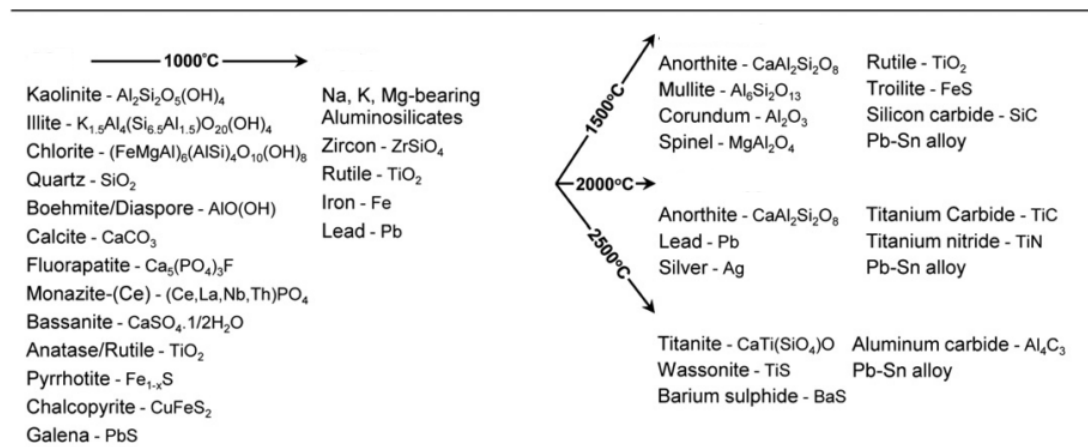 1000°C
Kaolinite - Al₂Si₂O₅(OH)₄
Illite - K₁.₅Al₄(Si₆.₅Al₁.₅)O₂₀(OH)₄
Chlorite - (FeMgAl)₆(AlSi)₄O₁₀(OH)₈
Quartz - SiO₂
Boehmite/Diaspore - AlO(OH)
Calcite - CaCO₃
Fluorapatite - Ca₅(PO₄)₃F
Monazite-(Ce) - (Ce,La,Nb,Th)PO₄
Bassanite - CaSO₄.1/2H₂O
Anatase/Rutile - TiO₂
Pyrrhotite - Fe₁₋ₓS
Chalcopyrite - CuFeS₂
Galena - PbS
Na, K, Mg-bearing
Aluminosilicates
Zircon - ZrSiO₄
Rutile - TiO₂
Iron - Fe
Lead - Pb
1500°C
Anorthite - CaAl₂Si₂O₈
Mullite - Al₆Si₂O₁₃
Corundum - Al₂O₃
Spinel - MgAl₂O₄
Rutile - TiO₂
Troilite - FeS
Silicon carbide - SiC
Pb-Sn alloy
2000°C
Anorthite - CaAl₂Si₂O₈
Lead - Pb
Silver - Ag
Titanium Carbide - TiC
Titanium nitride - TiN
Pb-Sn alloy
2500°C
Titanite - CaTi(SiO₄)O
Wassonite - TiS
Barium sulphide - BaS
Aluminum carbide - Al₄C₃
Pb-Sn alloy